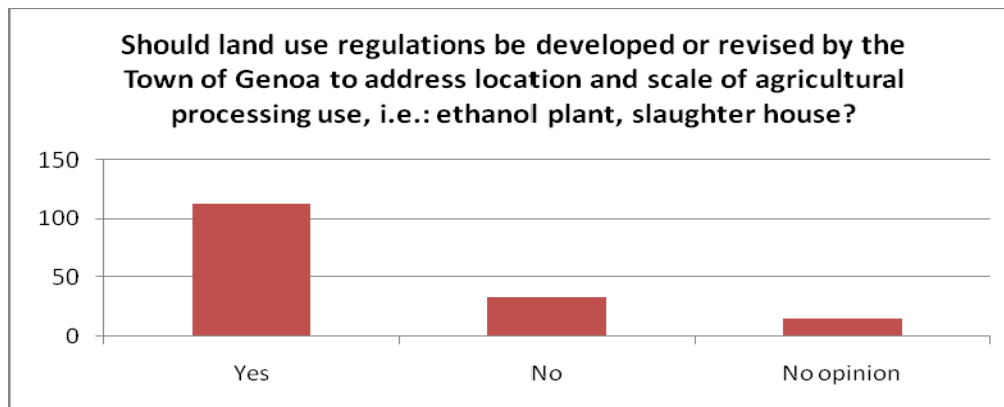 Should land use regulations be developed or revised by the
Town of Genoa to address location and scale of agricultural
processing use, i.e.: ethanol plant, slaughter house?
150
100
50
0
Yes No No opinion